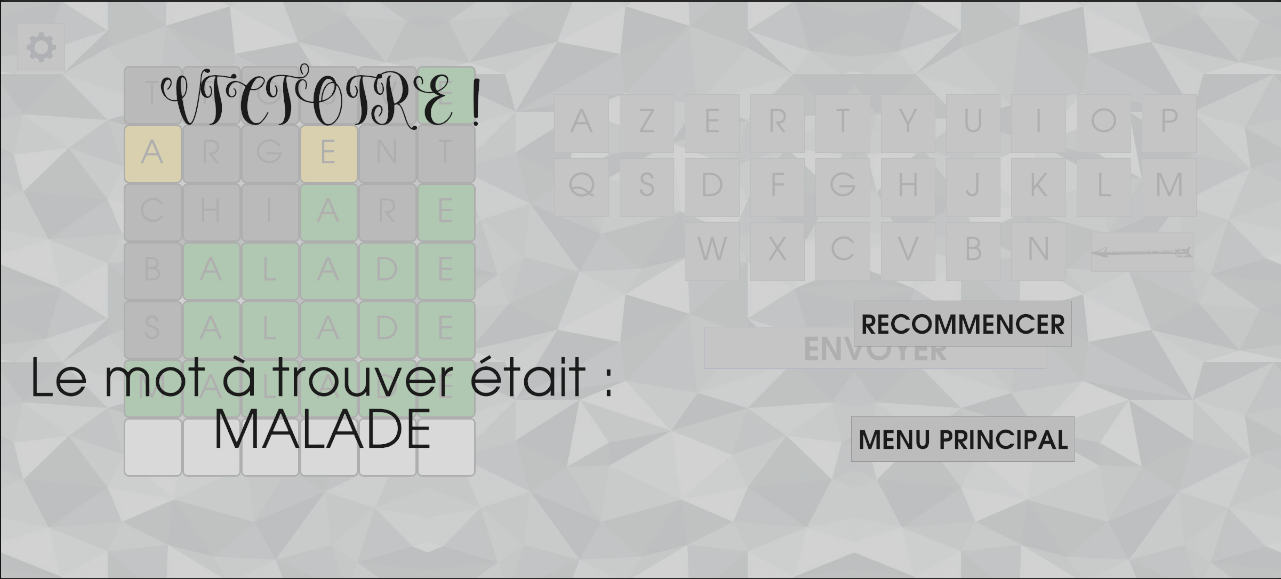 VICTOIRE !
A R G E N T
C H I A R E
B A L A D E
S A L A D E
Le mot à trouver était :
MALADE
A Z E R T Y U I O P
Q S D F G H J K L M
W X C V B N
RECOMMENCER
ENVOYER
MENU PRINCIPAL